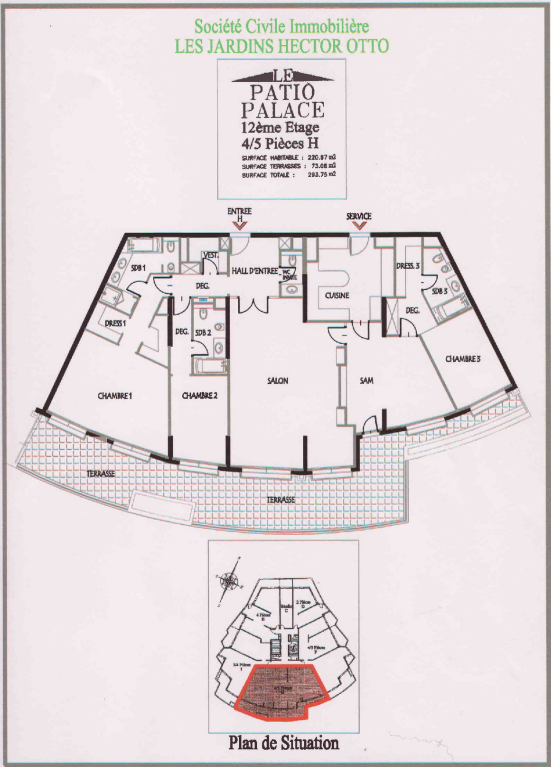 Société Civile Immobilière
LES JARDINS HECTOR OTTO
LE
PATIO
PALACE
12ème Etage
4/5 Pièces H
SURFACE HABITABLE : 220.67 m2
SURFACE TERRASSES : 73.08 m2
SURFACE TOTALE : 293.75 m2
ENTREE
H
SERVICE
SDB 1
VEST.
HALL D'ENTREE
WC
CUISINE
DRESS. 3
SDB 3
DEG.
DRESS 1
DEG.
SDB 2
DEG.
CHAMBRE 1
CHAMBRE 2
SALON
SAM
CHAMBRE 3
TERRASSE
TERRASSE
Plan de Situation